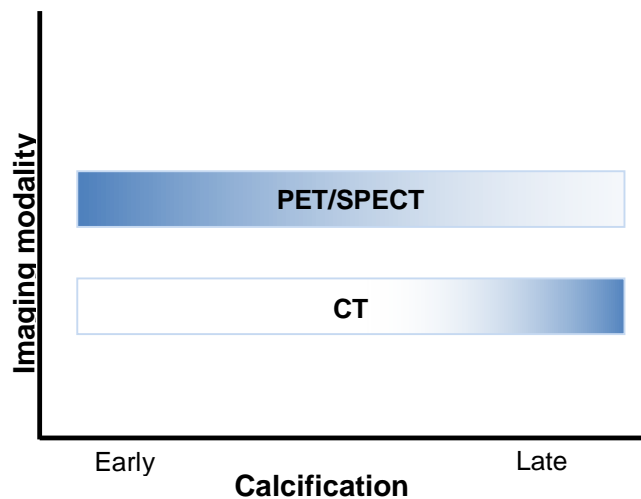 Imaging modality
PET/SPECT
CT
Early
Late
Calcification